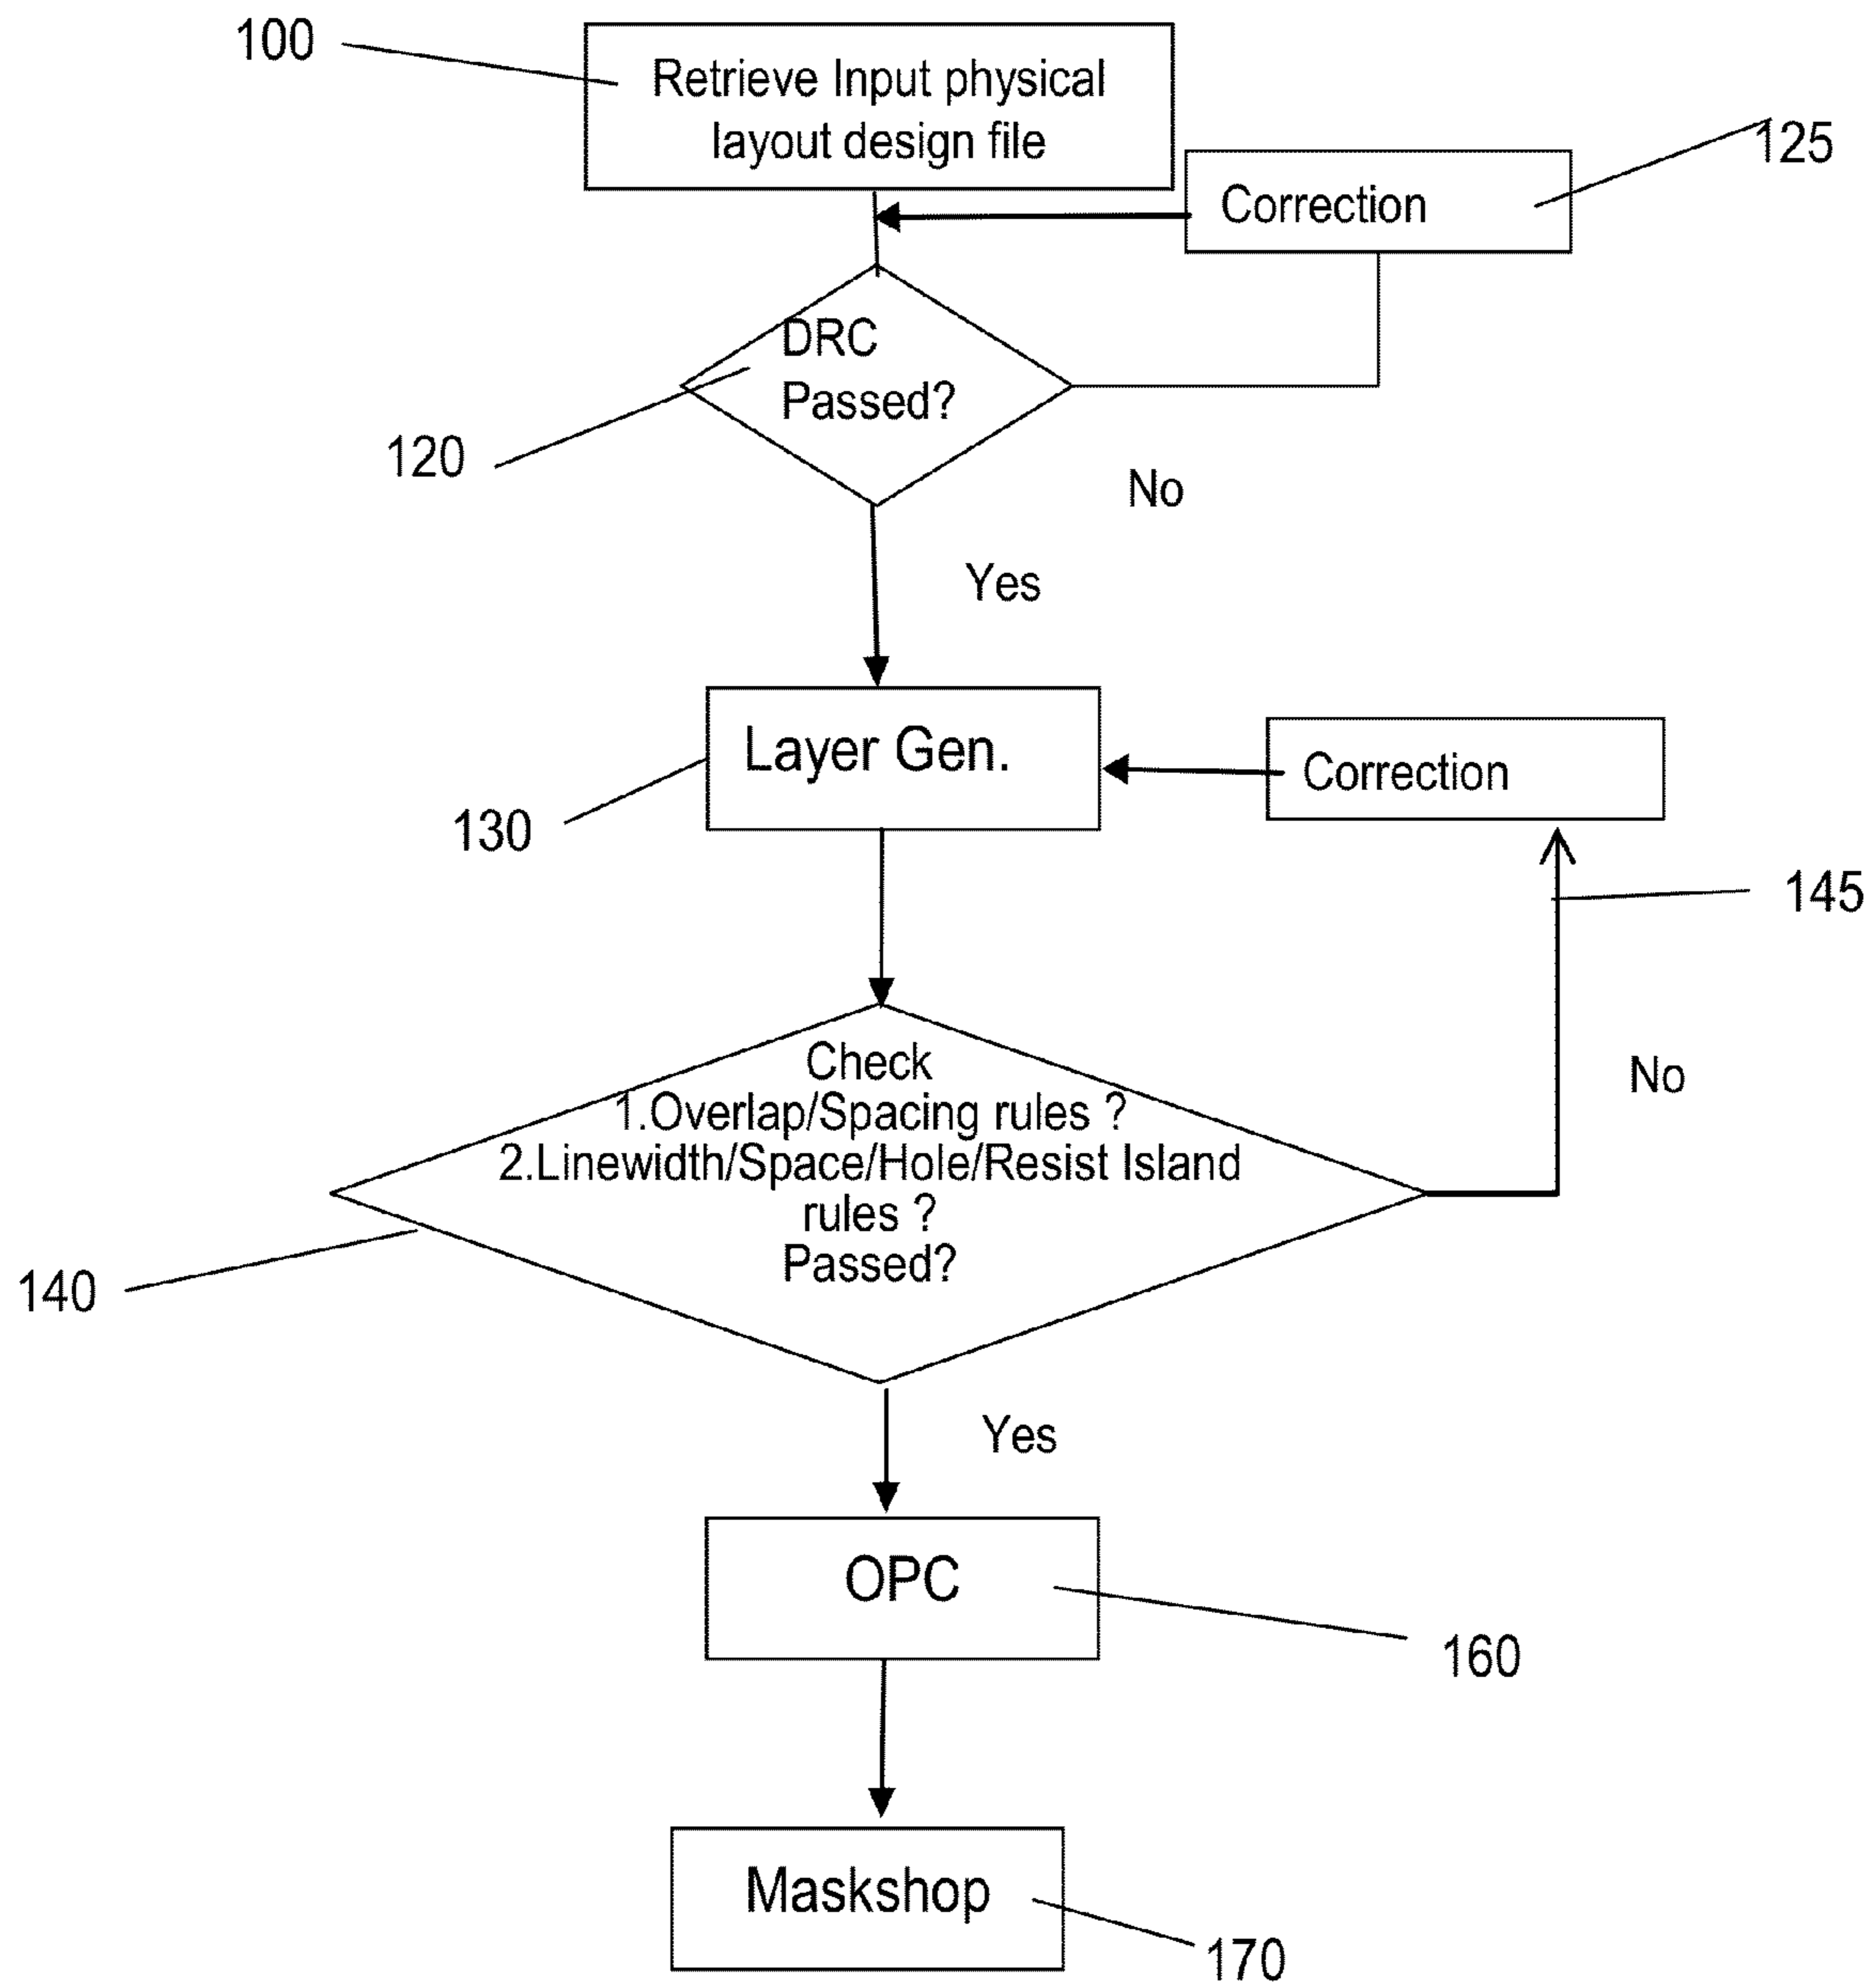 100
Retrieve Input physical
layout design file
125
Correction
DRC
Passed?
120
No
Yes
Layer Gen.
Correction
130
145
Check
1.Overlap/Spacing rules ?
2.Linewidth/Space/Hole/Resist Island
rules ?
Passed?
No
140
Yes
OPC
160
Maskshop
170